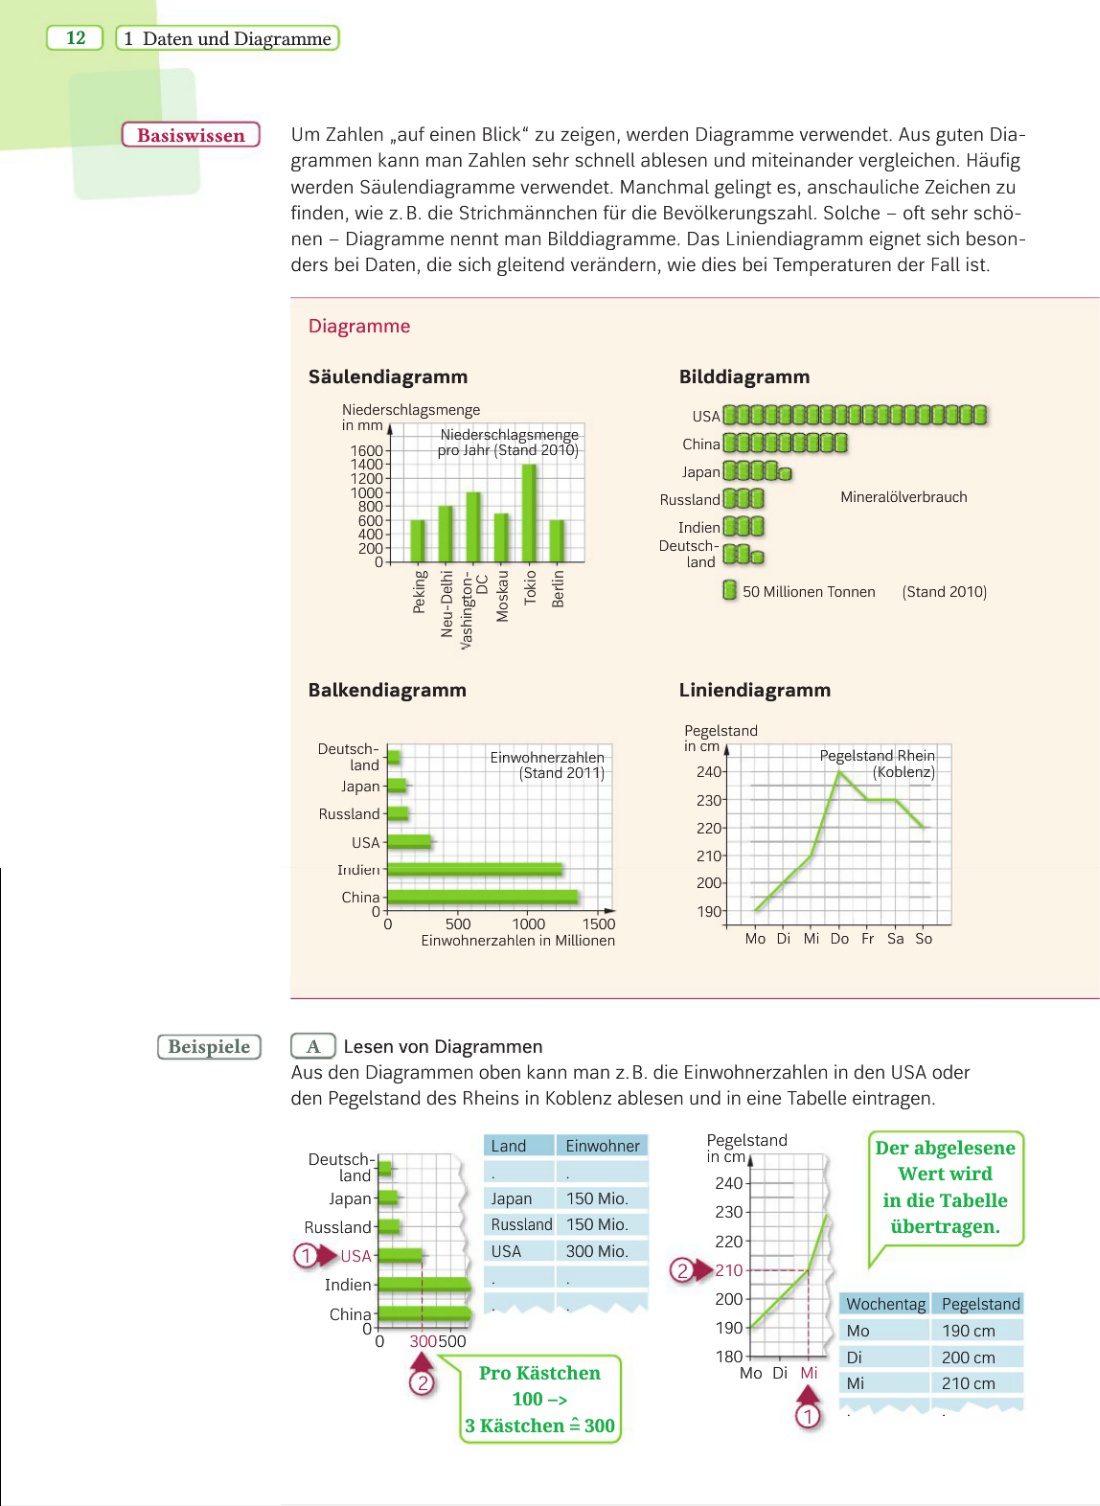 12
1 Daten und Diagramme
Basiswissen
Um Zahlen „auf einen Blick“ zu zeigen, werden Diagramme verwendet. Aus guten Dia-
grammen kann man Zahlen sehr schnell ablesen und miteinander vergleichen. Häufig
werden Säulendiagramme verwendet. Manchmal gelingt es, anschauliche Zeichen zu
finden, wie z. B. die Strichmännchen für die Bevölkerungszahl. Solche – oft sehr schö-
nen – Diagramme nennt man Bilddiagramme. Das Liniendiagramm eignet sich beson-
ders bei Daten, die sich gleitend verändern, wie dies bei Temperaturen der Fall ist.
Diagramme
Säulendiagramm
Niederschlagsmenge
in mm
Niederschlagsmenge
pro Jahr (Stand 2010)
1600
1400
1200
1000
800
600
400
200
0
Peking
Neu-Delhi
Washington-
DC
Moskau
Tokio
Berlin
Bilddiagramm
USA
China
Japan
Russland
Mineralölverbrauch
Indien
Deutsch-
land
50 Millionen Tonnen (Stand 2010)
Balkendiagramm
Einwohnerzahlen
(Stand 2011)
Deutsch-
land
Japan
Russland
USA
Indien
China
0
0 500 1000 1500
Einwohnerzahlen in Millionen
Liniendiagramm
Pegelstand
in cm
Pegelstand Rhein
(Koblenz)
240
230
220
210
200
190
Mo Di Mi Do Fr Sa So
Beispiele
A Lesen von Diagrammen
Aus den Diagrammen oben kann man z. B. die Einwohnerzahlen in den USA oder
den Pegelstand des Rheins in Koblenz ablesen und in eine Tabelle eintragen.
Deutsch-
land
Japan
Russland
1 USA
Indien
China
0
0 300 500
2
Pro Kästchen
100 –>
3 Kästchen ≙ 300
Land Einwohner
. .
Japan 150 Mio.
Russland 150 Mio.
USA 300 Mio.
. .
. .
Pegelstand
in cm
240
230
220
2 210
200
190
180
Mo Di Mi
1
Der abgelesene
Wert wird
in die Tabelle
übertragen.
Wochentag Pegelstand
Mo 190 cm
Di 200 cm
Mi 210 cm
. .